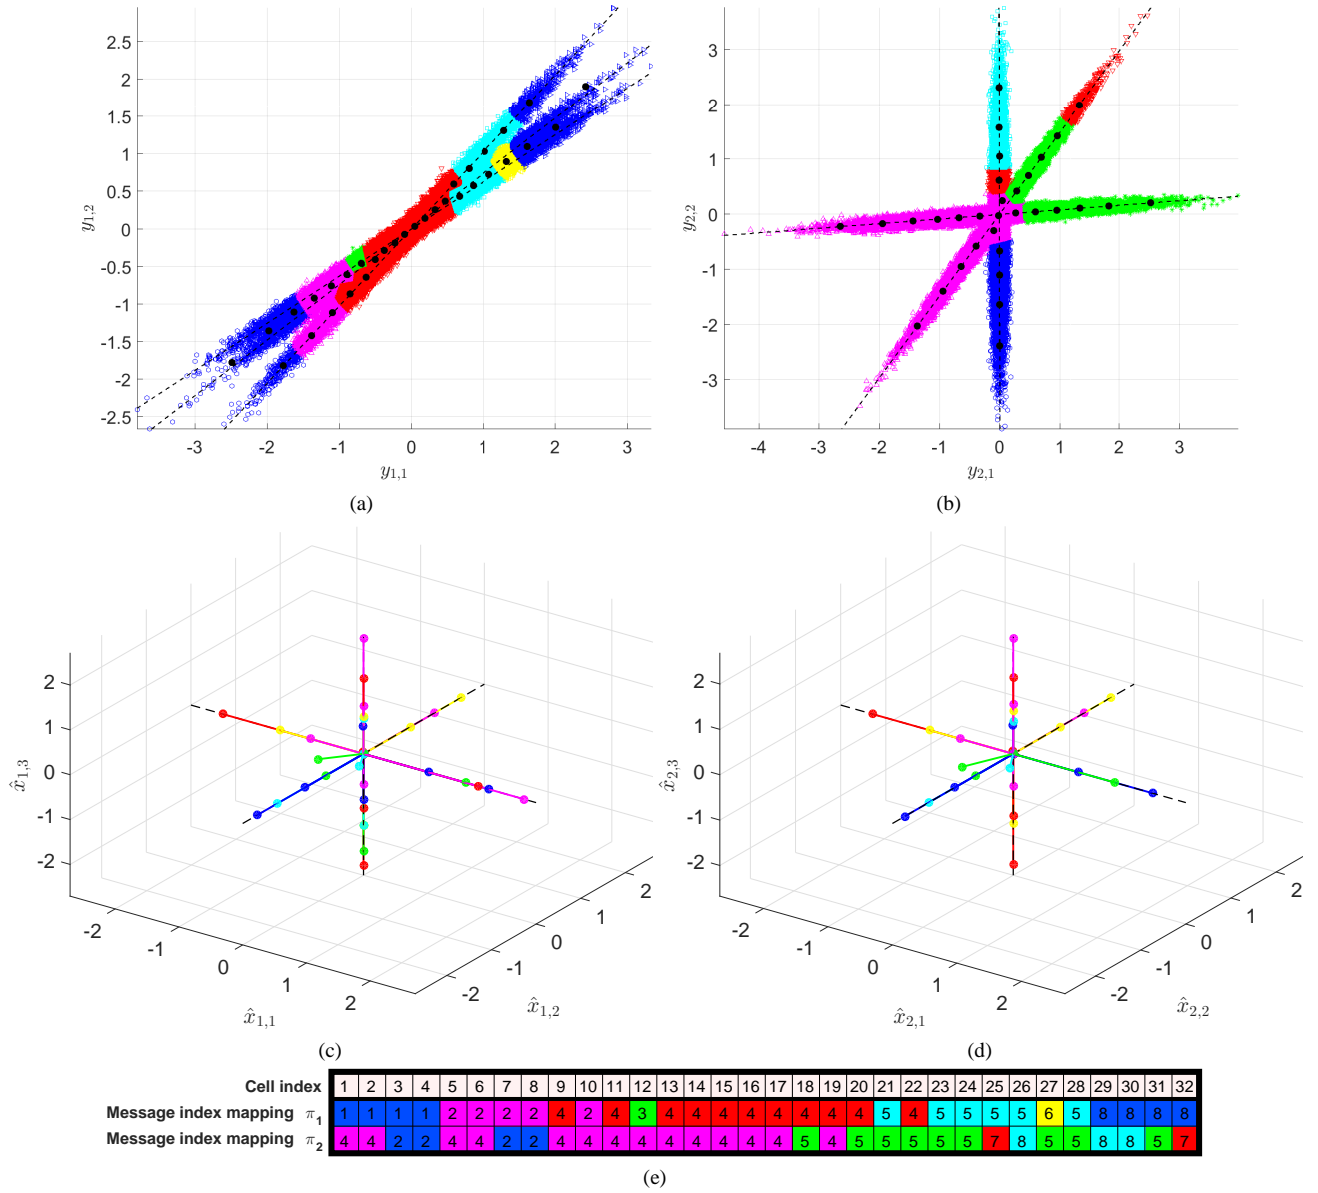 2.5
2
1.5
1
0.5
0
-0.5
-1
-1.5
-2
-2.5
y1,2
-3 -2 -1 0 1 2 3
y1,1
(a)
3
2
1
0
-1
-2
-3
y2,2
-4 -3 -2 -1 0 1 2 3
y2,1
(b)
2
1
0
-1
-2
x̂1,3
-2 -1 0 1 2
x̂1,1
-2 -1 0 1 2
x̂1,2
(c)
2
1
0
-1
-2
x̂2,3
-2 -1 0 1 2
x̂2,1
-2 -1 0 1 2
x̂2,2
(d)
Cell index 1 2 3 4 5 6 7 8 9 10 11 12 13 14 15 16 17 18 19 20 21 22 23 24 25 26 27 28 29 30 31 32
Message index mapping π1 1 1 1 1 2 2 2 2 4 2 4 3 4 4 4 4 4 4 4 4 5 4 5 5 5 5 6 5 8 8 8 8
Message index mapping π2 4 4 2 2 4 4 2 2 4 4 4 4 4 4 4 4 4 5 4 5 5 5 5 5 7 8 5 5 8 8 5 7
(e)